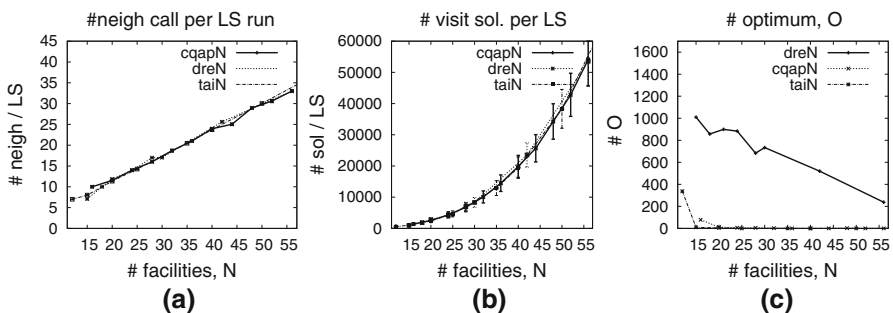 #neigh call per LS run
# neigh / LS
45
40
35
30
25
20
15
10
5
0
cqapN
dreN
taiN
15 20 25 30 35 40 45 50 55
# facilities, N
(a)
# visit sol. per LS
# sol / LS
60000
50000
40000
30000
20000
10000
0
cqapN
dreN
taiN
15 20 25 30 35 40 45 50 55
# facilities, N
(b)
# optimum, O
# O
1600
1400
1200
1000
800
600
400
200
0
dreN
cqapN
taiN
15 20 25 30 35 40 45 50 55
# facilities, N
(c)